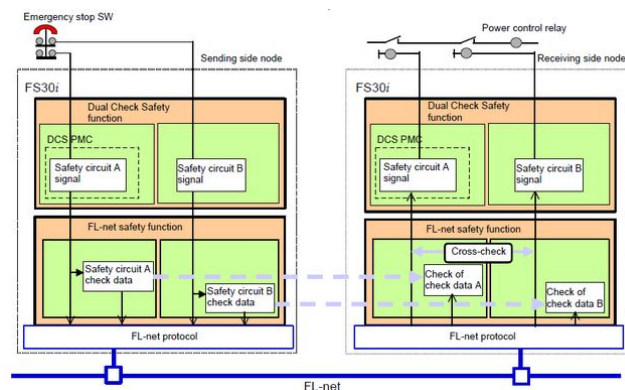 Emergency stop SW
Power control relay
Sending side node
Receiving side node
FS30i
FS30i
Dual Check Safety
function
Dual Check Safety
function
DCS PMC
DCS PMC
Safety circuit A
signal
Safety circuit B
signal
Safety circuit A
signal
Safety circuit B
signal
FL-net safety function
FL-net safety function
Cross-check
Safety circuit A
check data
Safety circuit B
check data
Check of
check data A
Check of
check data B
FL-net protocol
FL-net protocol
FL-net